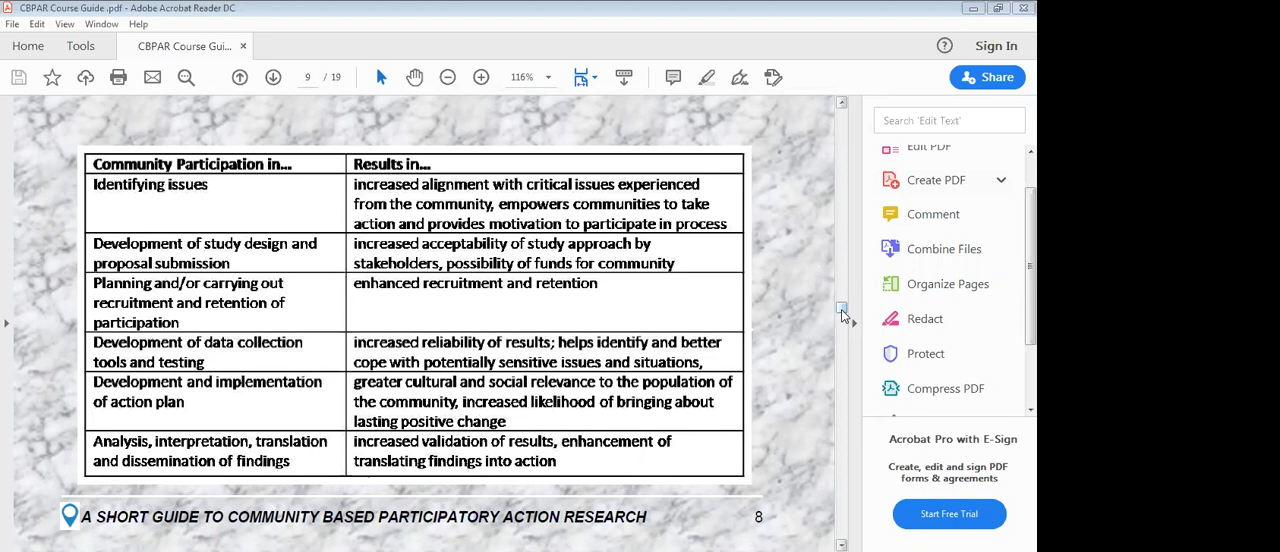 CBPAR Course Guide .pdf - Adobe Acrobat Reader DC
File Edit View Window Help
Home Tools CBPAR Course Gui... × Sign In
9 / 19 116% Share
Search 'Edit Text'
Edit PDF
Create PDF
Comment
Combine Files
Organize Pages
Redact
Protect
Compress PDF
Acrobat Pro with E-Sign
Create, edit and sign PDF
forms & agreements
Start Free Trial
Community Participation in... Results in...
Identifying issues increased alignment with critical issues experienced
from the community, empowers communities to take
action and provides motivation to participate in process
Development of study design and increased acceptability of study approach by
proposal submission stakeholders, possibility of funds for community
Planning and/or carrying out enhanced recruitment and retention
recruitment and retention of
participation
Development of data collection increased reliability of results; helps identify and better
tools and testing cope with potentially sensitive issues and situations,
Development and implementation greater cultural and social relevance to the population of
of action plan the community, increased likelihood of bringing about
lasting positive change
Analysis, interpretation, translation increased validation of results, enhancement of
and dissemination of findings translating findings into action
A SHORT GUIDE TO COMMUNITY BASED PARTICIPATORY ACTION RESEARCH 8